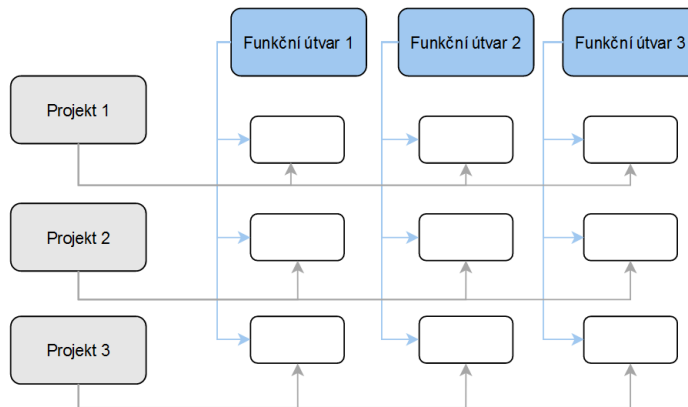 Funkční útvar 1
Funkční útvar 2
Funkční útvar 3
Projekt 1
Projekt 2
Projekt 3